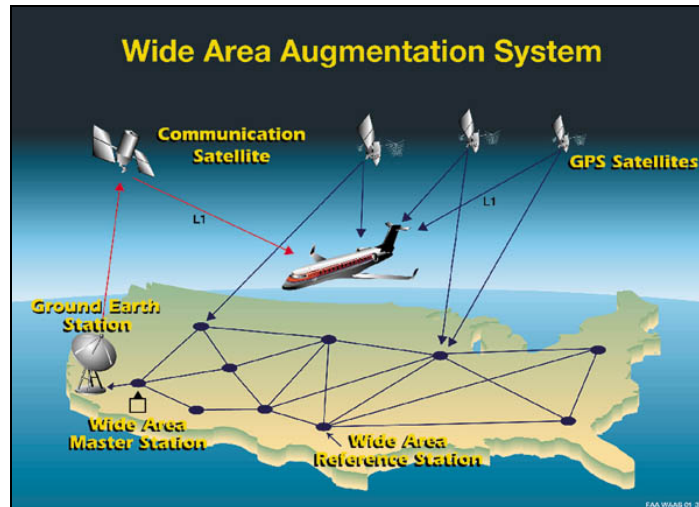 Wide Area Augmentation System
Communication
Satellite
GPS Satellites
L1
L1
Ground Earth
Station
Wide Area
Master Station
Wide Area
Reference Station